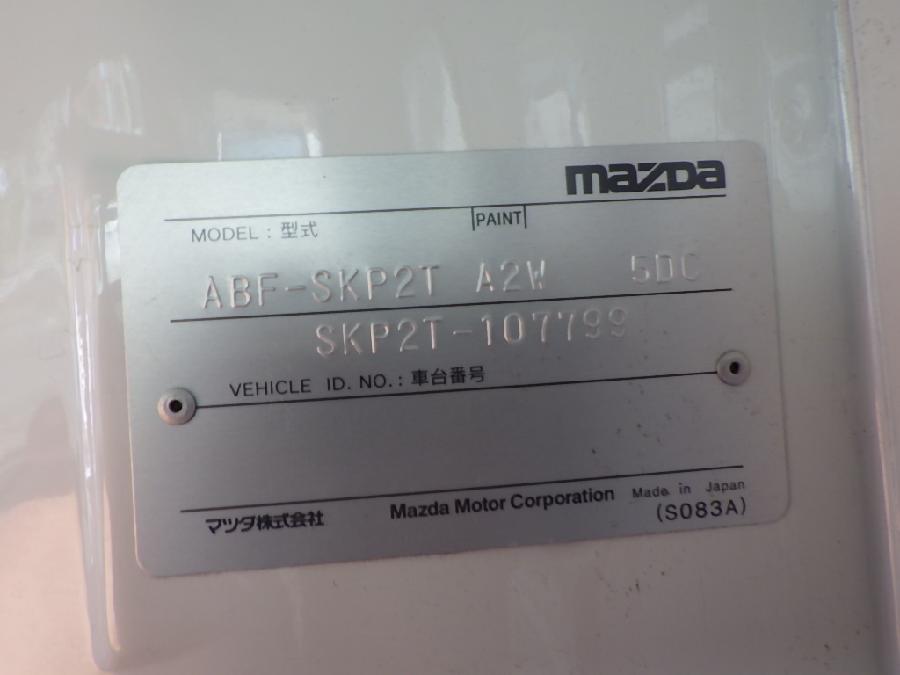 mazda
MODEL : 型式 PAINT
ABF-SKP2T A2W 5DC
SKP2T-107799
VEHICLE ID. NO. : 車台番号
マツダ株式会社 Mazda Motor Corporation Made in Japan
(S083A)